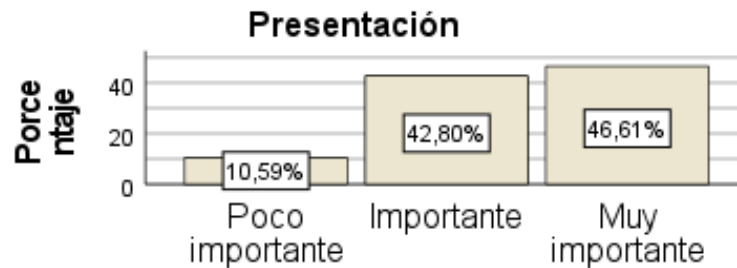 Presentación
Porce
ntaje
40
20
0
10,59%
42,80%
46,61%
Poco
importante
Importante
Muy
importante